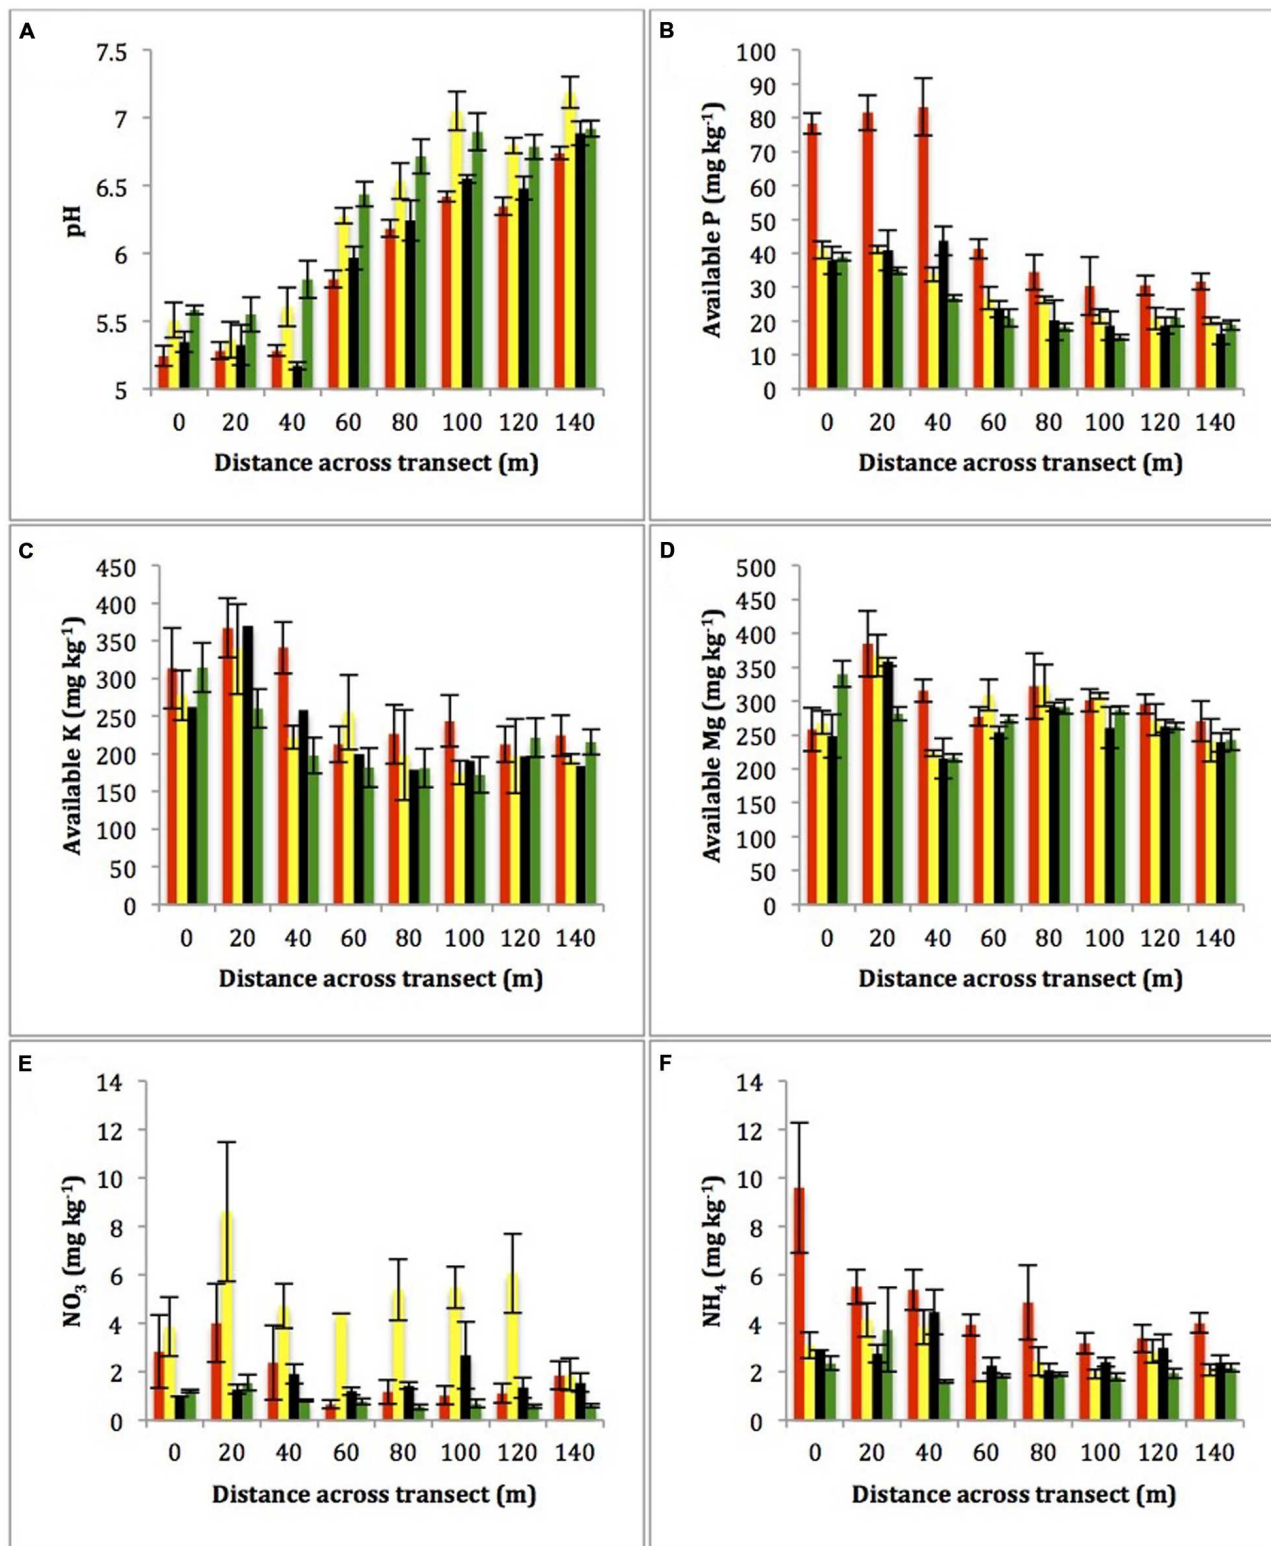 A
pH
7.5
7
6.5
6
5.5
5
0 20 40 60 80 100 120 140
Distance across transect (m)
B
Available P (mg kg-1)
100
90
80
70
60
50
40
30
20
10
0
0 20 40 60 80 100 120 140
Distance across transect (m)
C
Available K (mg kg-1)
450
400
350
300
250
200
150
100
50
0
0 20 40 60 80 100 120 140
Distance across transect (m)
D
Available Mg (mg kg-1)
500
450
400
350
300
250
200
150
100
50
0
0 20 40 60 80 100 120 140
Distance across transect (m)
E
NO3 (mg kg-1)
14
12
10
8
6
4
2
0
0 20 40 60 80 100 120 140
Distance across transect (m)
F
NH4 (mg kg-1)
14
12
10
8
6
4
2
0
0 20 40 60 80 100 120 140
Distance across transect (m)